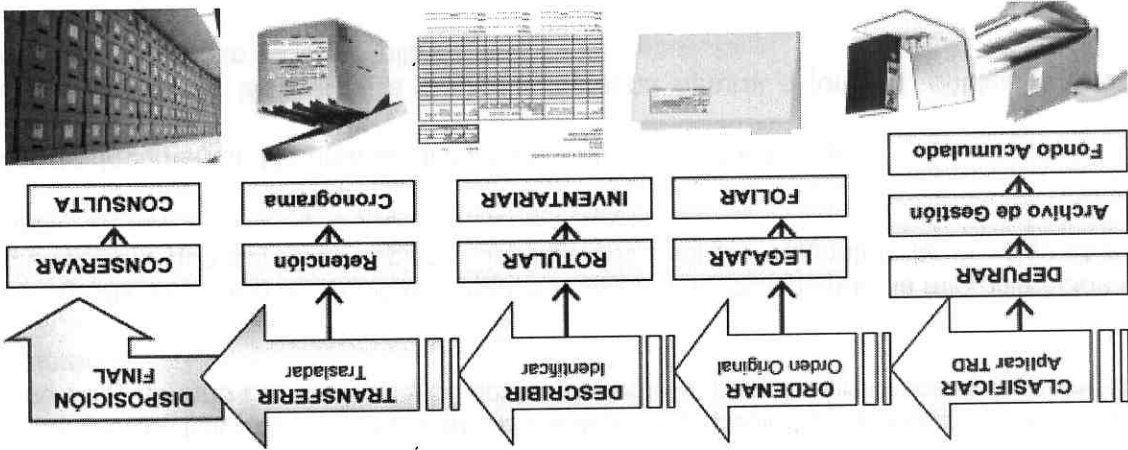 CLASIFICAR
Aplicar TRD
ORDENAR
Orden Original
DESCRIBIR
Identificar
TRANSFERIR
Trasladar
DISPOSICIÓN
FINAL
DEPURAR
LEGAJAR
ROTULAR
Retención
CONSERVAR
Archivo de Gestión
FOLIAR
INVENTARIAR
Cronograma
CONSULTA
Fondo Acumulado